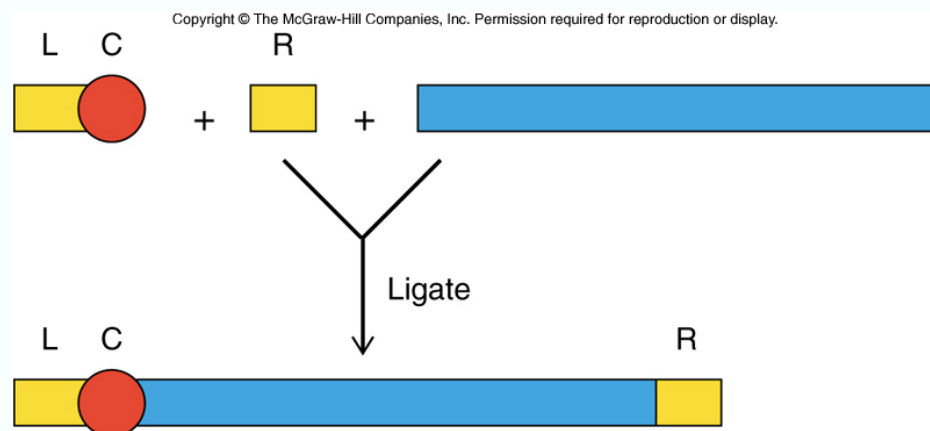 Copyright © The McGraw-Hill Companies, Inc. Permission required for reproduction or display.
L C R
+ +
Ligate
L C R